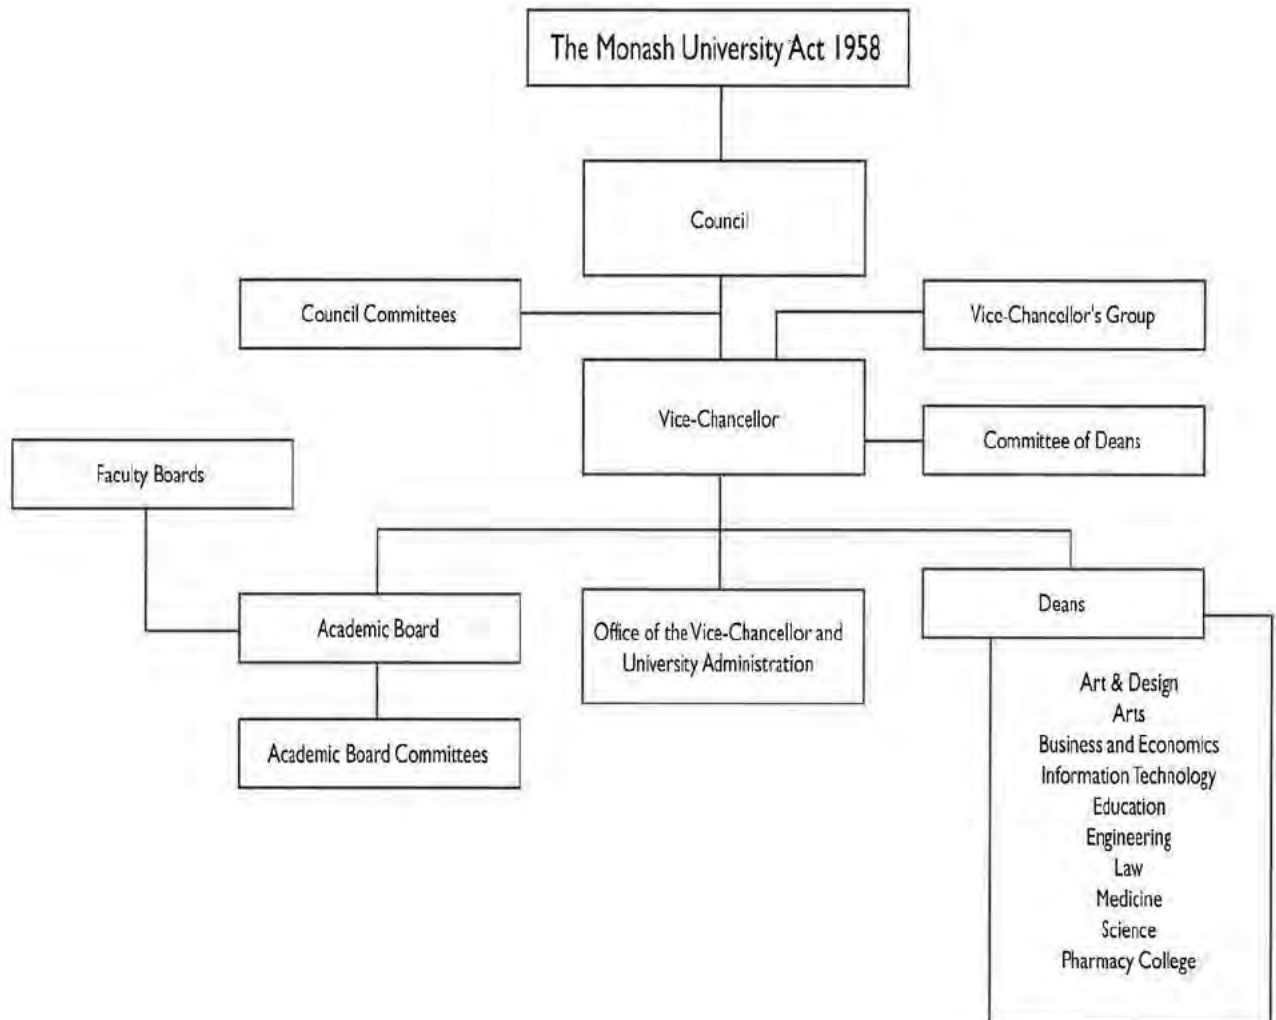 The Monash University Act 1958
Council
Council Committees
Vice-Chancellor's Group
Vice-Chancellor
Committee of Deans
Faculty Boards
Academic Board
Office of the Vice-Chancellor and
University Administration
Deans
Academic Board Committees
Art & Design
Arts
Business and Economics
Information Technology
Education
Engineering
Law
Medicine
Science
Pharmacy College